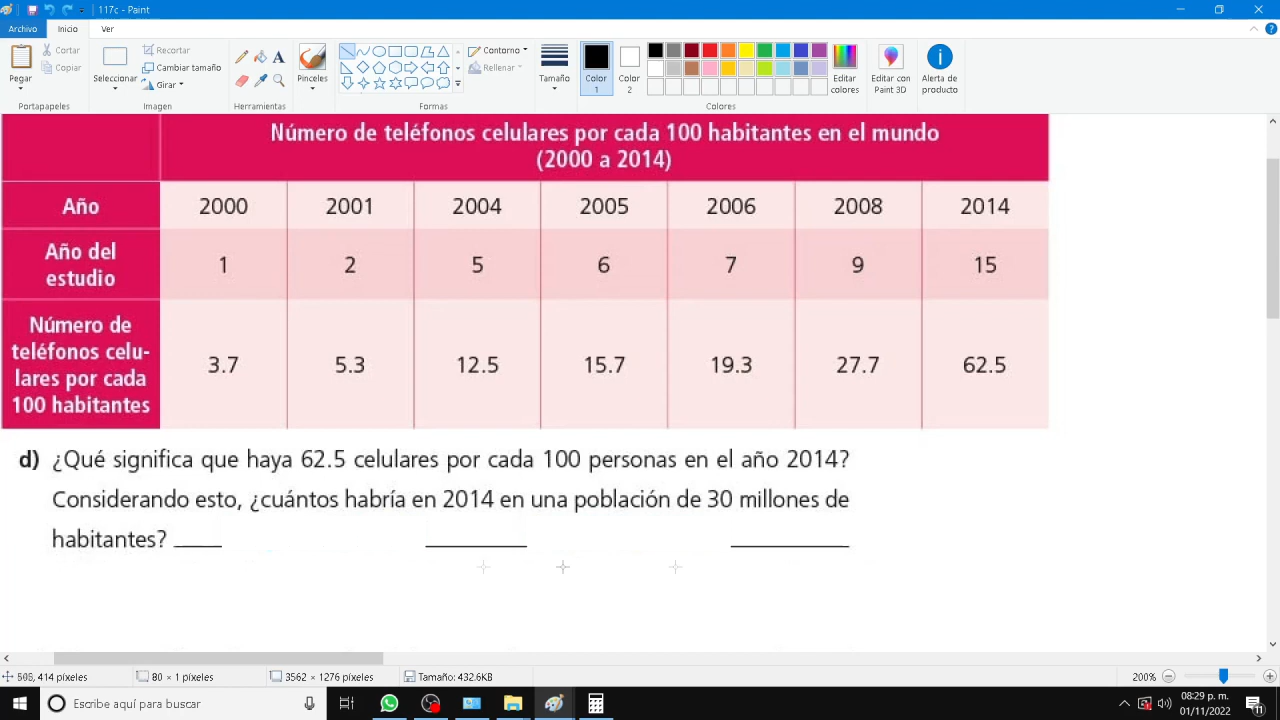 117c - Paint
Archivo Inicio Ver
Pegar
Cortar
Copiar
Portapapeles
Seleccionar
Recortar
Cambiar tamaño
Girar
Imagen
A
Herramientas
Pinceles
Contorno
Rellenar
Formas
Tamaño
Color 1
Color 2
Editar colores
Colores
Editar con Paint 3D
Alerta de producto
Número de teléfonos celulares por cada 100 habitantes en el mundo
(2000 a 2014)
Año 2000 2001 2004 2005 2006 2008 2014
Año del
estudio
1 2 5 6 7 9 15
Número de
teléfonos celu-
lares por cada
100 habitantes
3.7 5.3 12.5 15.7 19.3 27.7 62.5
d) ¿Qué significa que haya 62.5 celulares por cada 100 personas en el año 2014?
Considerando esto, ¿cuántos habría en 2014 en una población de 30 millones de
habitantes?
508, 414 píxeles 80 × 1 píxeles 3562 × 1276 píxeles Tamaño: 432.6KB 200%
Escribe aquí para buscar
08:29 p. m.
01/11/2022
11